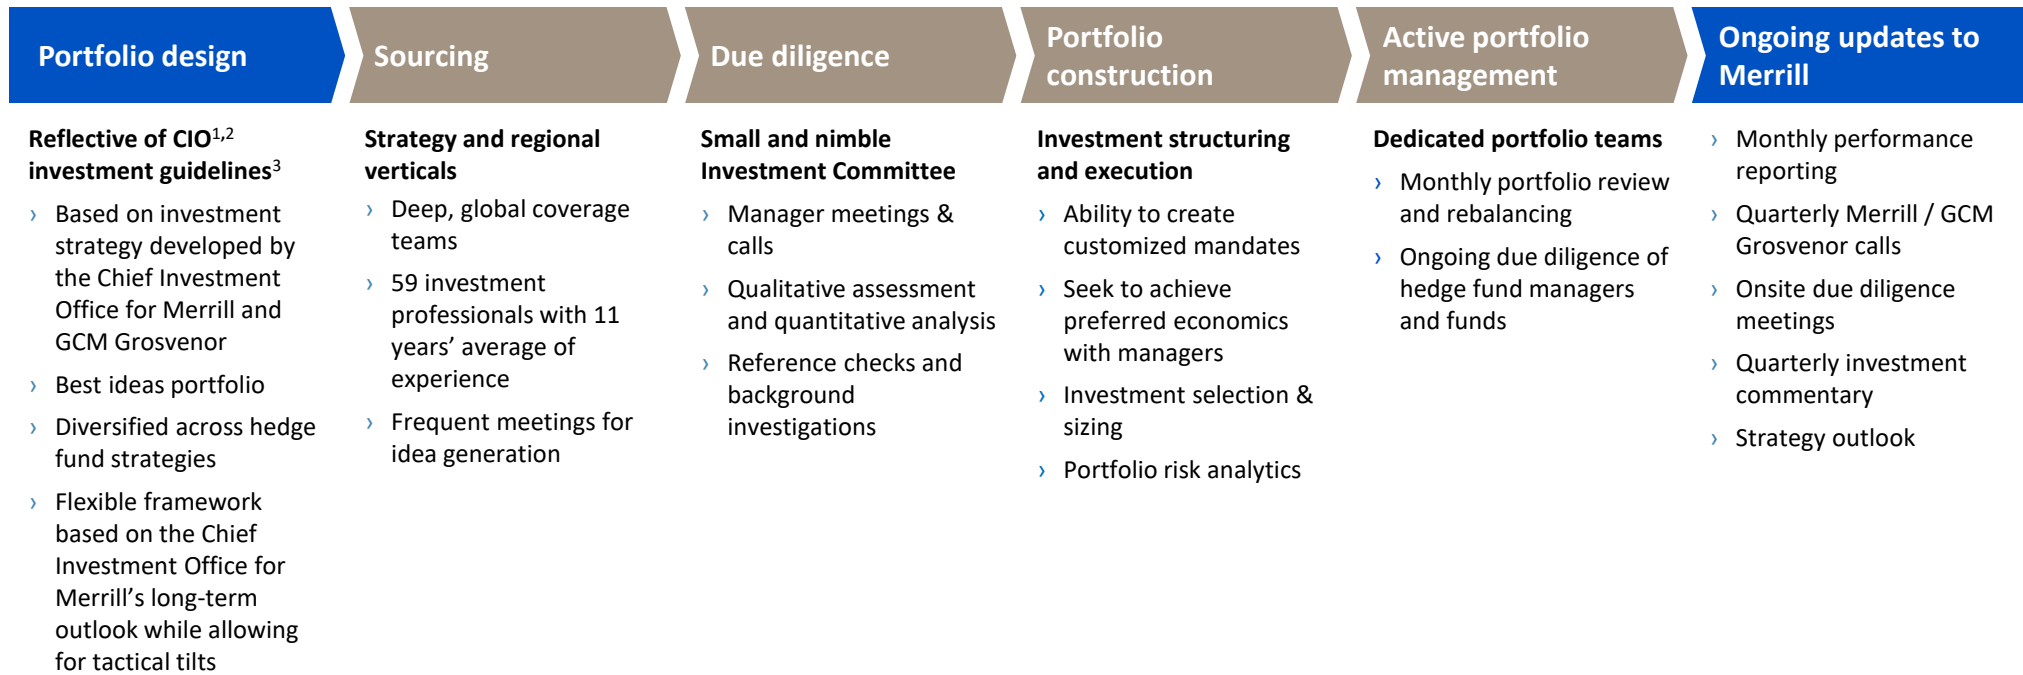 Portfolio design
Sourcing
Due diligence
Portfolio
construction
Active portfolio
management
Ongoing updates to
Merrill
Reflective of CIO1,2
investment guidelines3
› Based on investment
strategy developed by
the Chief Investment
Office for Merrill and
GCM Grosvenor
› Best ideas portfolio
› Diversified across hedge
fund strategies
› Flexible framework
based on the Chief
Investment Office for
Merrill’s long-term
outlook while allowing
for tactical tilts
Strategy and regional
verticals
› Deep, global coverage
teams
› 59 investment
professionals with 11
years’ average of
experience
› Frequent meetings for
idea generation
Small and nimble
Investment Committee
› Manager meetings &
calls
› Qualitative assessment
and quantitative analysis
› Reference checks and
background
investigations
Investment structuring
and execution
› Ability to create
customized mandates
› Seek to achieve
preferred economics
with managers
› Investment selection &
sizing
› Portfolio risk analytics
Dedicated portfolio teams
› Monthly portfolio review
and rebalancing
› Ongoing due diligence of
hedge fund managers
and funds
› Monthly performance
reporting
› Quarterly Merrill / GCM
Grosvenor calls
› Onsite due diligence
meetings
› Quarterly investment
commentary
› Strategy outlook